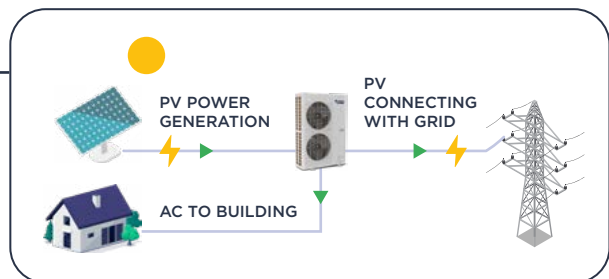 PV POWER
GENERATION
PV
CONNECTING
WITH GRID
AC TO BUILDING